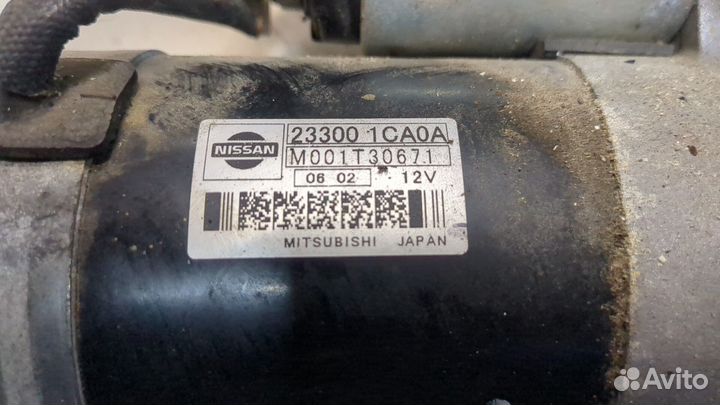 NISSAN
23300 1CA0A
M001T30671
06 02 12V
MITSUBISHI JAPAN
Avito